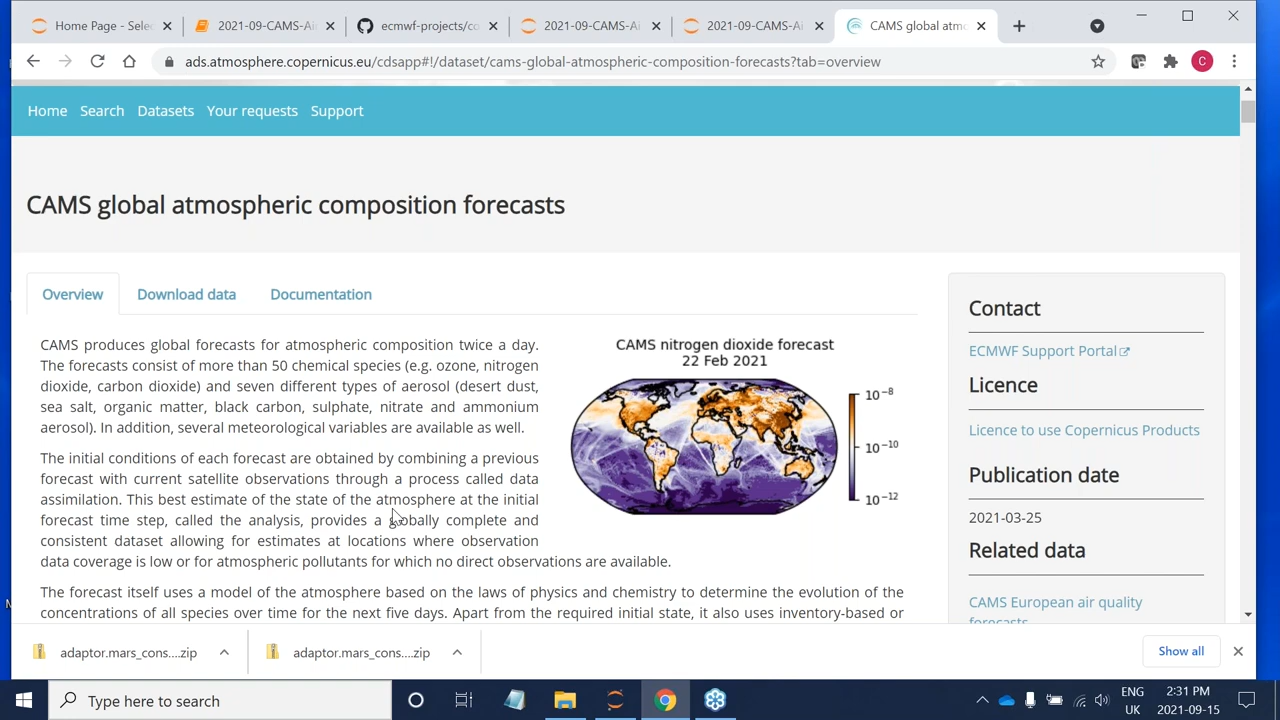 Home Page - Selec
2021-09-CAMS-Ai
ecmwf-projects/co
2021-09-CAMS-Ai
2021-09-CAMS-Ai
CAMS global atmo
ads.atmosphere.copernicus.eu/cdsapp#!/dataset/cams-global-atmospheric-composition-forecasts?tab=overview
C
Home Search Datasets Your requests Support
CAMS global atmospheric composition forecasts
Overview Download data Documentation
CAMS produces global forecasts for atmospheric composition twice a day.
The forecasts consist of more than 50 chemical species (e.g. ozone, nitrogen
dioxide, carbon dioxide) and seven different types of aerosol (desert dust,
sea salt, organic matter, black carbon, sulphate, nitrate and ammonium
aerosol). In addition, several meteorological variables are available as well.
The initial conditions of each forecast are obtained by combining a previous
forecast with current satellite observations through a process called data
assimilation. This best estimate of the state of the atmosphere at the initial
forecast time step, called the analysis, provides a globally complete and
consistent dataset allowing for estimates at locations where observation
data coverage is low or for atmospheric pollutants for which no direct observations are available.
The forecast itself uses a model of the atmosphere based on the laws of physics and chemistry to determine the evolution of the
concentrations of all species over time for the next five days. Apart from the required initial state, it also uses inventory-based or
CAMS nitrogen dioxide forecast
22 Feb 2021
10⁻⁸
10⁻¹⁰
10⁻¹²
Contact
ECMWF Support Portal
Licence
Licence to use Copernicus Products
Publication date
2021-03-25
Related data
CAMS European air quality
forecasts
adaptor.mars_cons....zip
adaptor.mars_cons....zip
Show all
Type here to search
ENG
UK
2:31 PM
2021-09-15